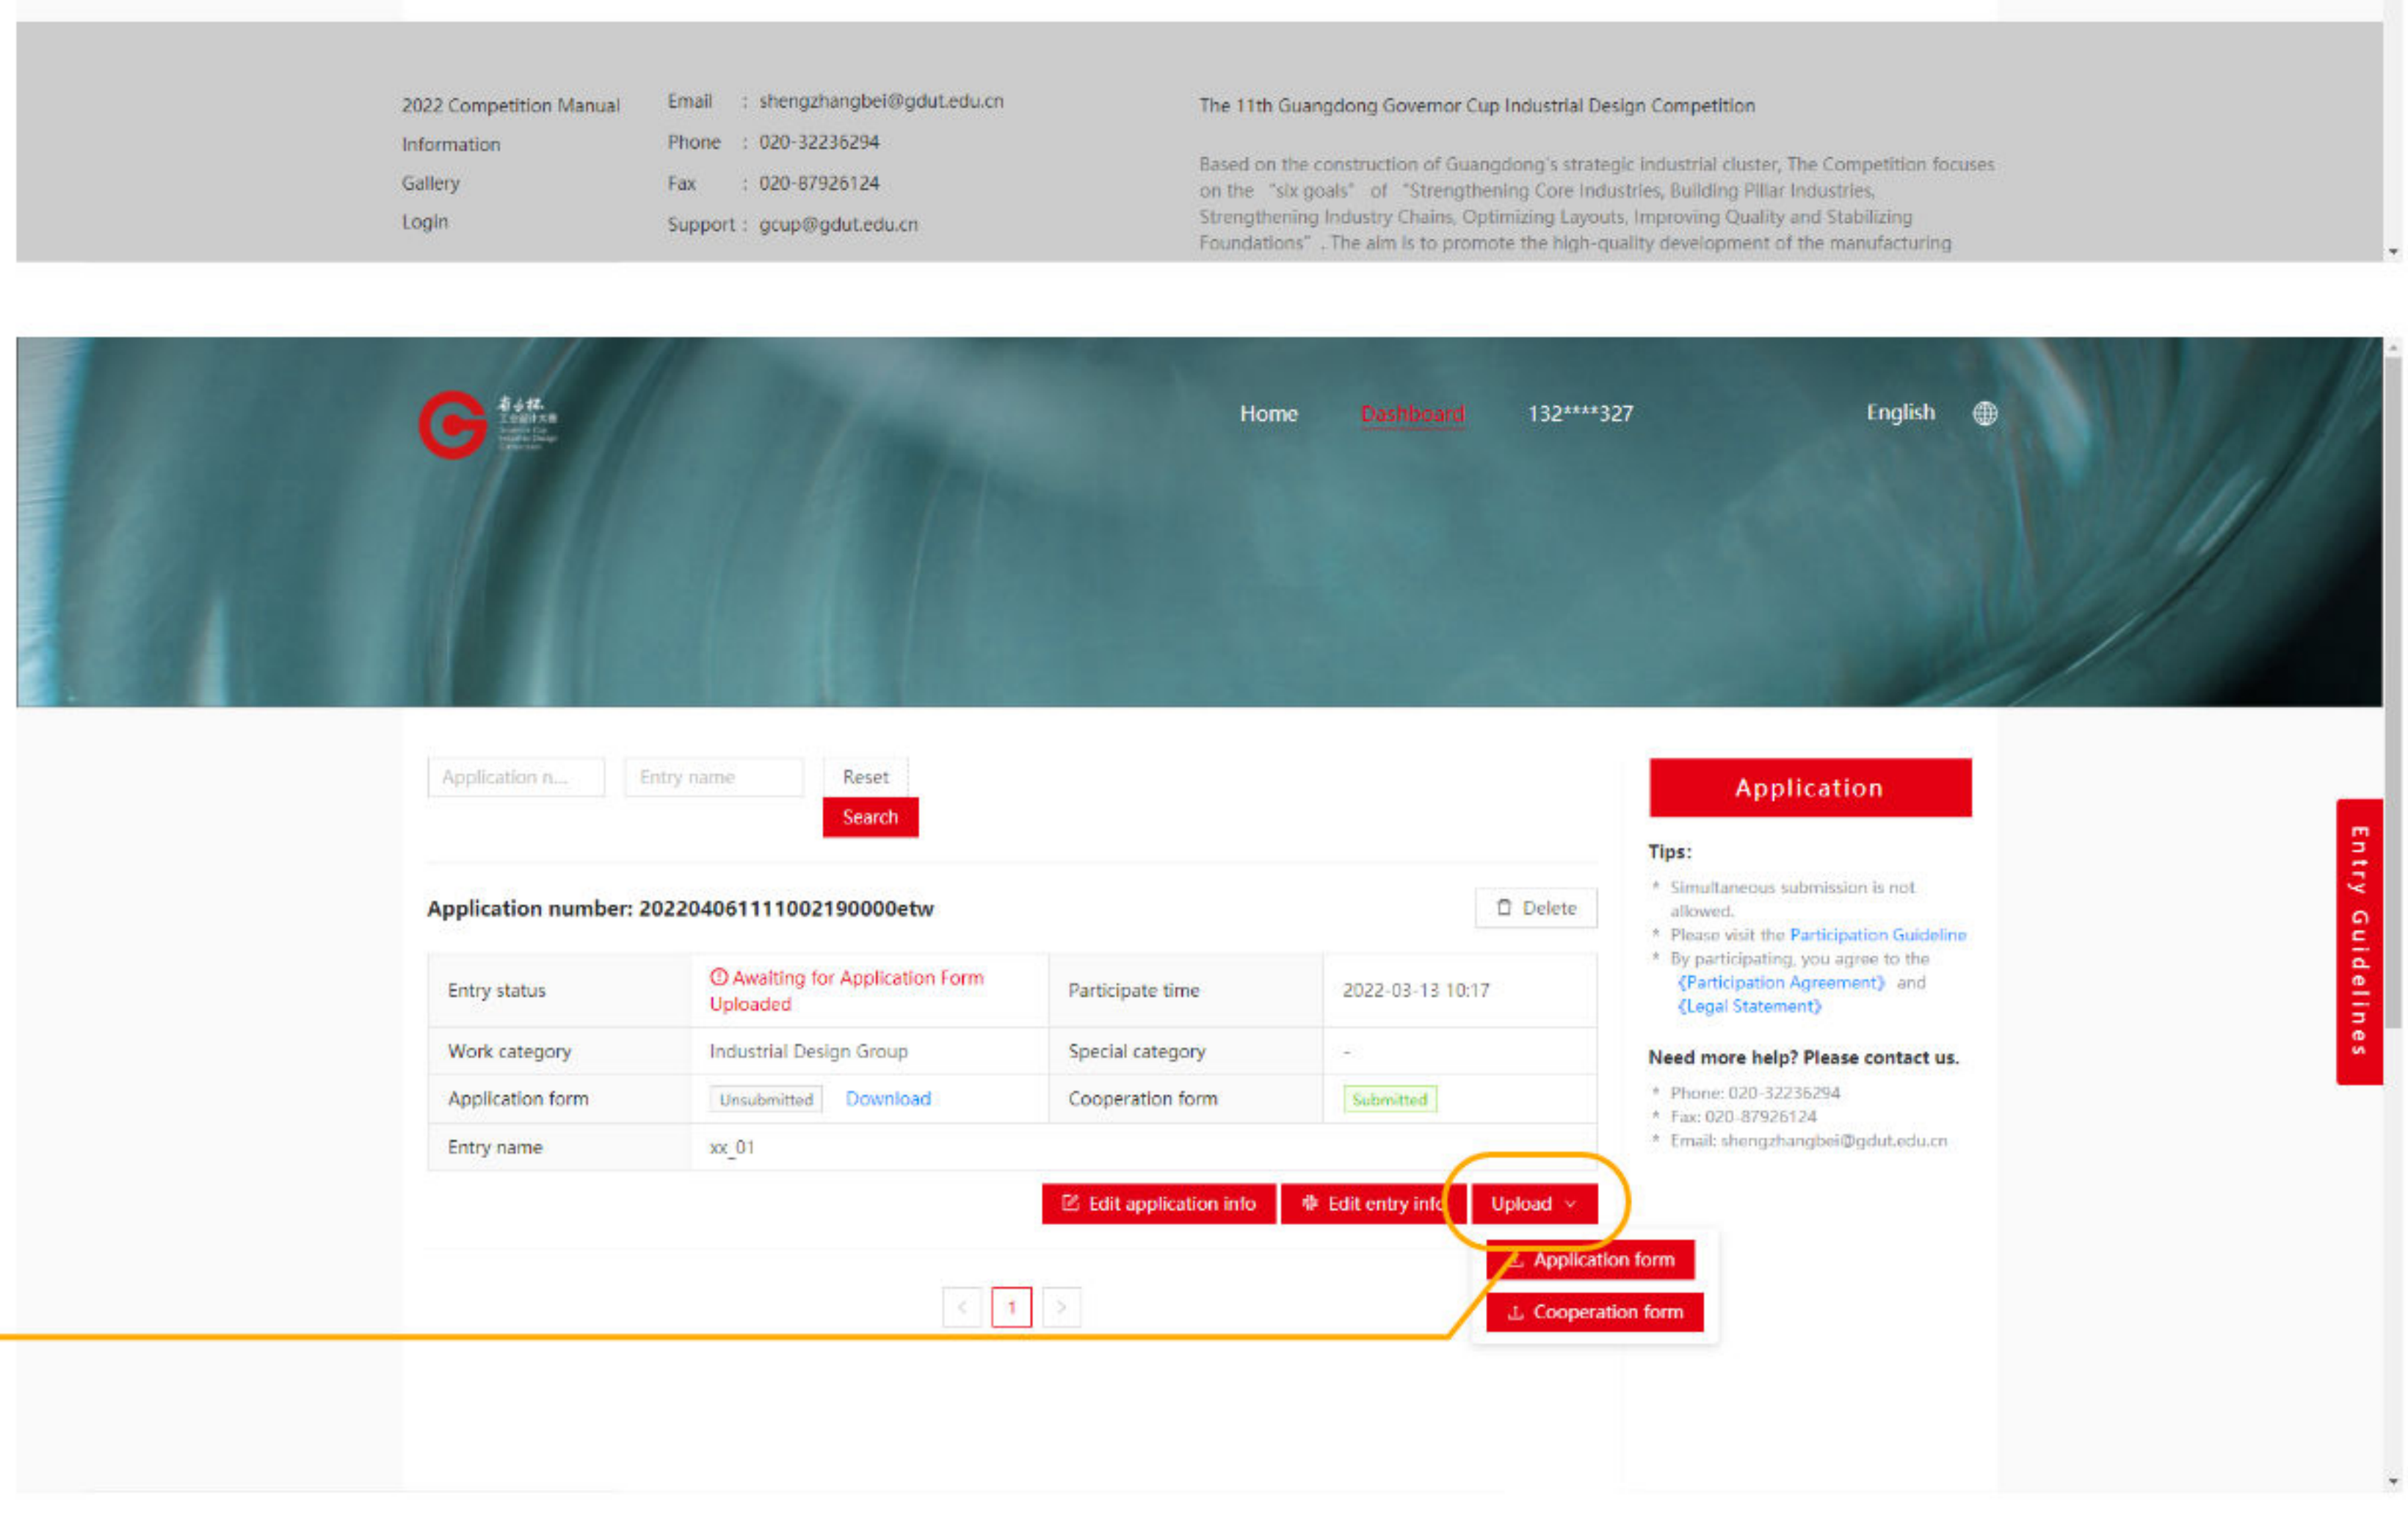 2022 Competition Manual
Information
Gallery
Login
Email : shengzhangbei@gdut.edu.cn
Phone : 020-32236294
Fax : 020-87926124
Support : gcup@gdut.edu.cn
The 11th Guangdong Governor Cup Industrial Design Competition
Based on the construction of Guangdong's strategic industrial cluster, The Competition focuses
on the "six goals" of "Strengthening Core Industries, Building Pillar Industries,
Strengthening Industry Chains, Optimizing Layouts, Improving Quality and Stabilizing
Foundations" . The aim is to promote the high-quality development of the manufacturing
工业设计大赛
Home
Dashboard
132****327
English
Application n...
Entry name
Reset
Search
Application number: 202204061111002190000etw
Delete
Entry status
Awaiting for Application Form
Uploaded
Participate time
2022-03-13 10:17
Work category
Industrial Design Group
Special category
-
Application form
Unsubmitted
Download
Cooperation form
Submitted
Entry name
xx_01
Edit application info
Edit entry info
Upload
Application form
Cooperation form
1
Application
Tips:
* Simultaneous submission is not
allowed.
* Please visit the Participation Guideline
* By participating, you agree to the
《Participation Agreement》 and
《Legal Statement》
Need more help? Please contact us.
* Phone: 020-32236294
* Fax: 020-87926124
* Email: shengzhangbei@gdut.edu.cn
Entry Guidelines